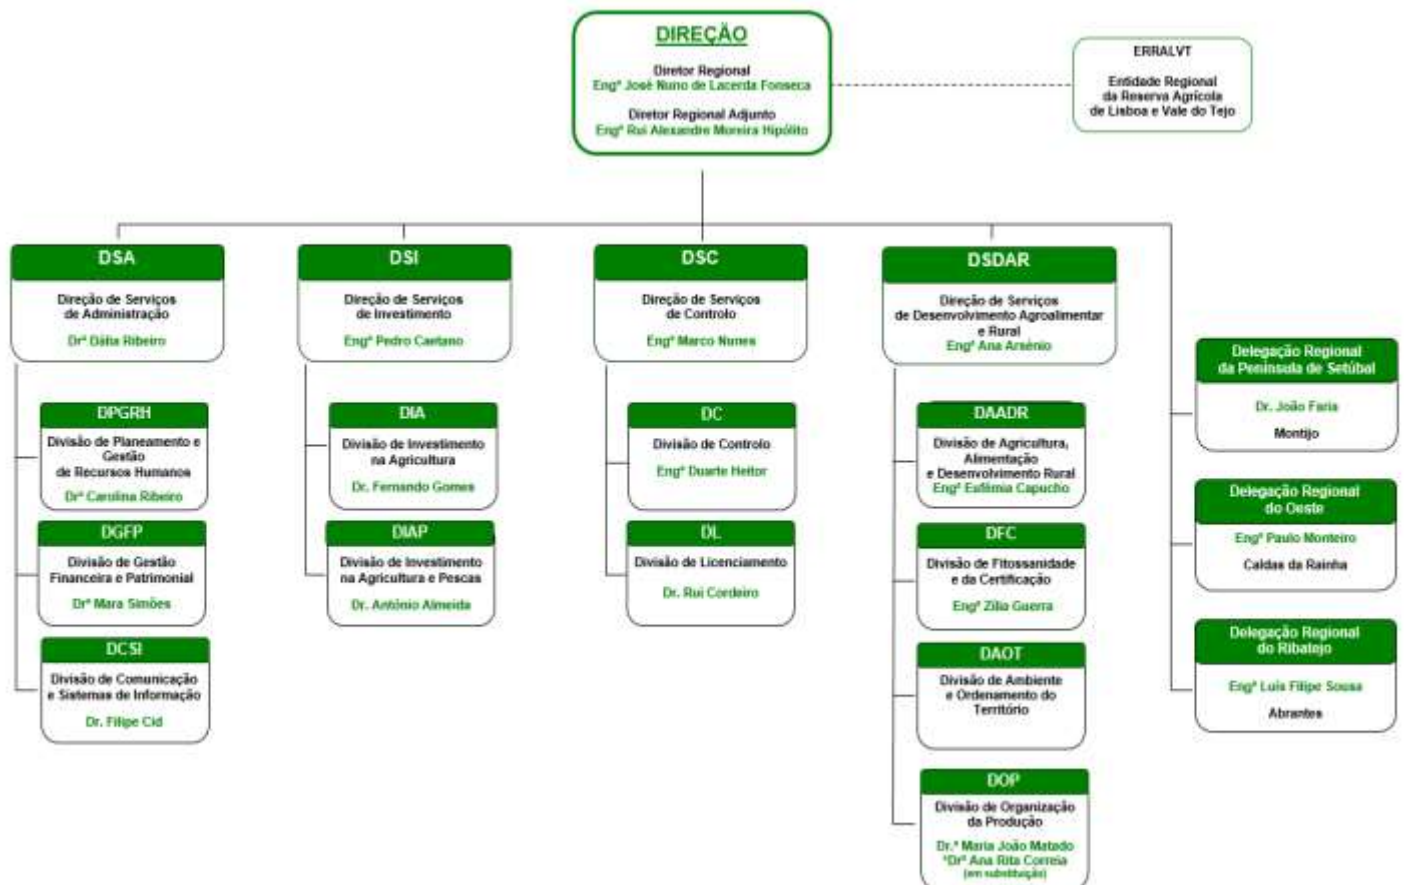 DIREÇÃO
Diretor Regional
Engº José Nuno de Lacerda Fonseca
Diretor Regional Adjunto
Engº Rui Alexandre Moreira Hipólito
ERRALVT
Entidade Regional
da Reserva Agrícola
de Lisboa e Vale do Tejo
DSA
Direção de Serviços
de Administração
Drª Dália Ribeiro
DPGRH
Divisão de Planeamento e
Gestão
de Recursos Humanos
Drª Carolina Ribeiro
DGFP
Divisão de Gestão
Financeira e Patrimonial
Drª Mara Simões
DCSI
Divisão de Comunicação
e Sistemas de Informação
Dr. Filipe Cid
DSI
Direção de Serviços
de Investimento
Engº Pedro Caetano
DIA
Divisão de Investimento
na Agricultura
Dr. Fernando Gomes
DIAP
Divisão de Investimento
na Agricultura e Pescas
Dr. António Almeida
DSC
Direção de Serviços
de Controlo
Engº Marco Nunes
DC
Divisão de Controlo
Engº Duarte Heitor
DL
Divisão de Licenciamento
Dr. Rui Cordeiro
DSDAR
Direção de Serviços
de Desenvolvimento Agroalimentar
e Rural
Engª Ana Arsénio
DAADR
Divisão de Agricultura,
Alimentação
e Desenvolvimento Rural
Engª Eufémia Capucho
DFC
Divisão de Fitossanidade
e da Certificação
Engª Zília Guerra
DAOT
Divisão de Ambiente
e Ordenamento do
Território
DOP
Divisão de Organização
da Produção
Dr.ª Maria João Matado
*Drª Ana Rita Correia
(em substituição)
Delegação Regional
da Península de Setúbal
Dr. João Faria
Montijo
Delegação Regional
do Oeste
Engº Paulo Monteiro
Caldas da Rainha
Delegação Regional
do Ribatejo
Engº Luís Filipe Sousa
Abrantes